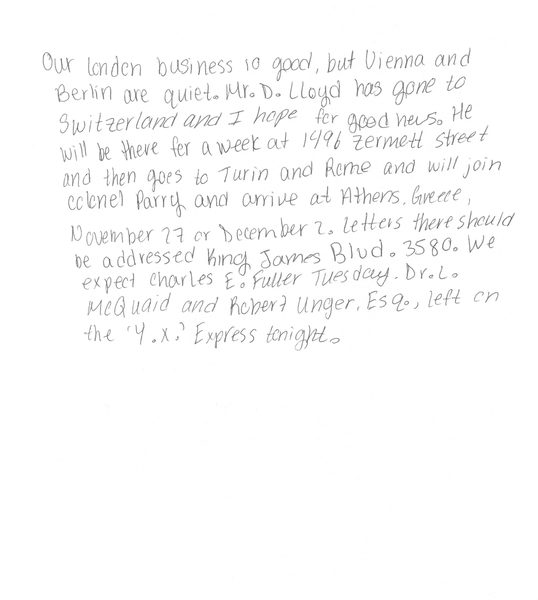 Our london business is good, but Vienna and
Berlin are quiet. Mr. D. Lloyd has gone to
Switzerland and I hope for good news. He
will be there for a week at 1496 Zermott street
and then goes to Turin and Rome and will join
colonel Parry and arrive at Athens, Greece,
November 27 or December 2. Letters there should
be addressed King James Blvd. 3580. We
expect Charles E. Fuller Tuesday. Dr. L.
McQuaid and Robert Unger, Esq., left on
the 'Y.X.' Express tonight.